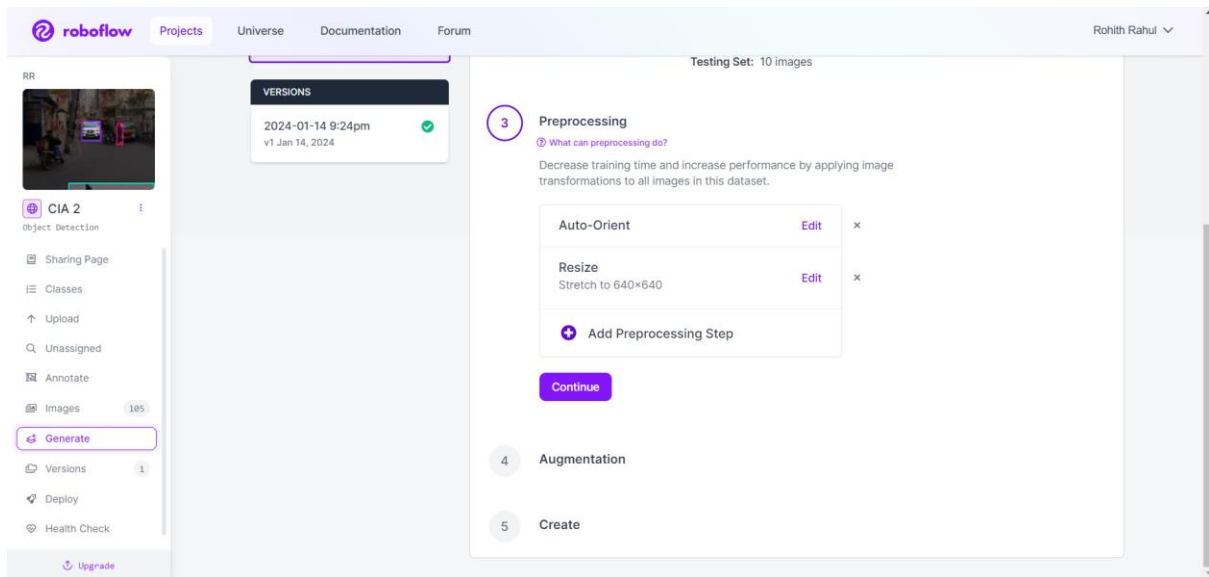 roboflow
Projects
Universe
Documentation
Forum
Rohith Rahul
RR
CIA 2
Object Detection
Sharing Page
Classes
Upload
Unassigned
Annotate
Images 105
Generate
Versions 1
Deploy
Health Check
Upgrade
VERSIONS
2024-01-14 9:24pm
v1 Jan 14, 2024
Testing Set: 10 images
3 Preprocessing
What can preprocessing do?
Decrease training time and increase performance by applying image
transformations to all images in this dataset.
Auto-Orient Edit ×
Resize Edit ×
Stretch to 640×640
Add Preprocessing Step
Continue
4 Augmentation
5 Create